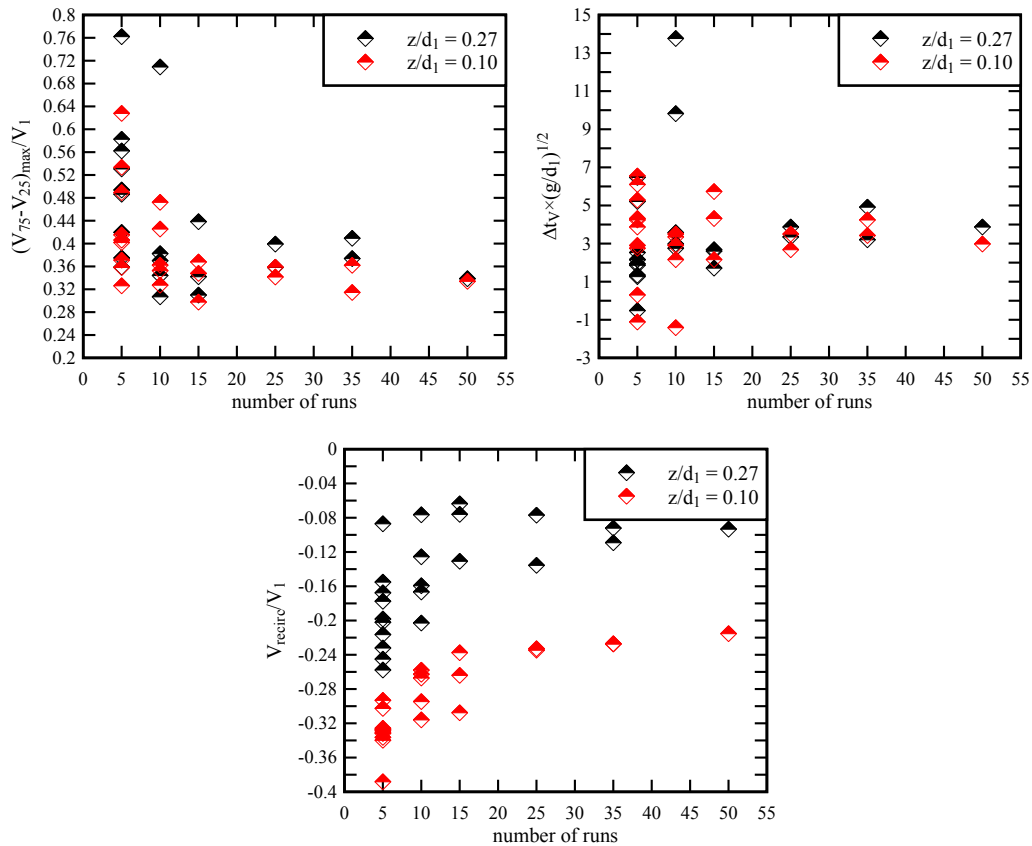 (V75-V25)max/V1
0.8
0.76
0.72
0.68
0.64
0.6
0.56
0.52
0.48
0.44
0.4
0.36
0.32
0.28
0.24
0.2
0 5 10 15 20 25 30 35 40 45 50 55
number of runs
z/d1 = 0.27
z/d1 = 0.10
ΔtV×(g/d1)1/2
15
13
11
9
7
5
3
1
-1
-3
0 5 10 15 20 25 30 35 40 45 50 55
number of runs
z/d1 = 0.27
z/d1 = 0.10
Vrecirc/V1
0
-0.04
-0.08
-0.12
-0.16
-0.2
-0.24
-0.28
-0.32
-0.36
-0.4
0 5 10 15 20 25 30 35 40 45 50 55
number of runs
z/d1 = 0.27
z/d1 = 0.10